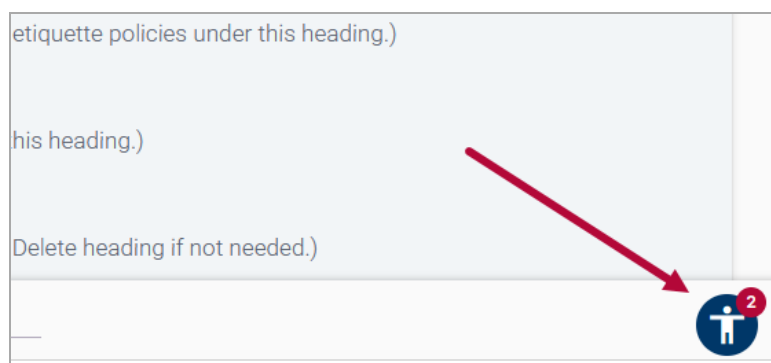 etiquette policies under this heading.)
his heading.)
Delete heading if not needed.)
2